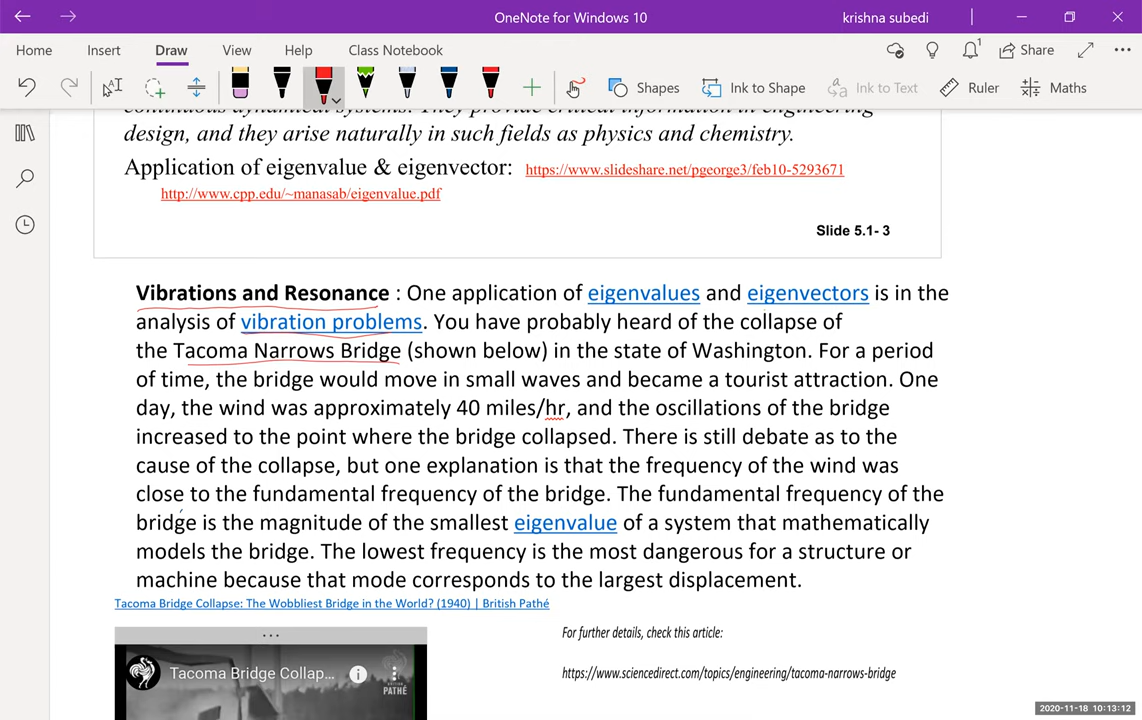 OneNote for Windows 10
krishna subedi
Home Insert Draw View Help Class Notebook
1
Share
Shapes
Ink to Shape
Ink to Text
Ruler
Maths
design, and they arise naturally in such fields as physics and chemistry.
Application of eigenvalue & eigenvector: https://www.slideshare.net/pgeorge3/feb10-5293671
http://www.cpp.edu/~manasab/eigenvalue.pdf
Slide 5.1- 3
Vibrations and Resonance : One application of eigenvalues and eigenvectors is in the
analysis of vibration problems. You have probably heard of the collapse of
the Tacoma Narrows Bridge (shown below) in the state of Washington. For a period
of time, the bridge would move in small waves and became a tourist attraction. One
day, the wind was approximately 40 miles/hr, and the oscillations of the bridge
increased to the point where the bridge collapsed. There is still debate as to the
cause of the collapse, but one explanation is that the frequency of the wind was
close to the fundamental frequency of the bridge. The fundamental frequency of the
bridge is the magnitude of the smallest eigenvalue of a system that mathematically
models the bridge. The lowest frequency is the most dangerous for a structure or
machine because that mode corresponds to the largest displacement.
Tacoma Bridge Collapse: The Wobbliest Bridge in the World? (1940) | British Pathé
For further details, check this article:
Tacoma Bridge Collap...
PATHÉ
https://www.sciencedirect.com/topics/engineering/tacoma-narrows-bridge
2020-11-18 10:13:12